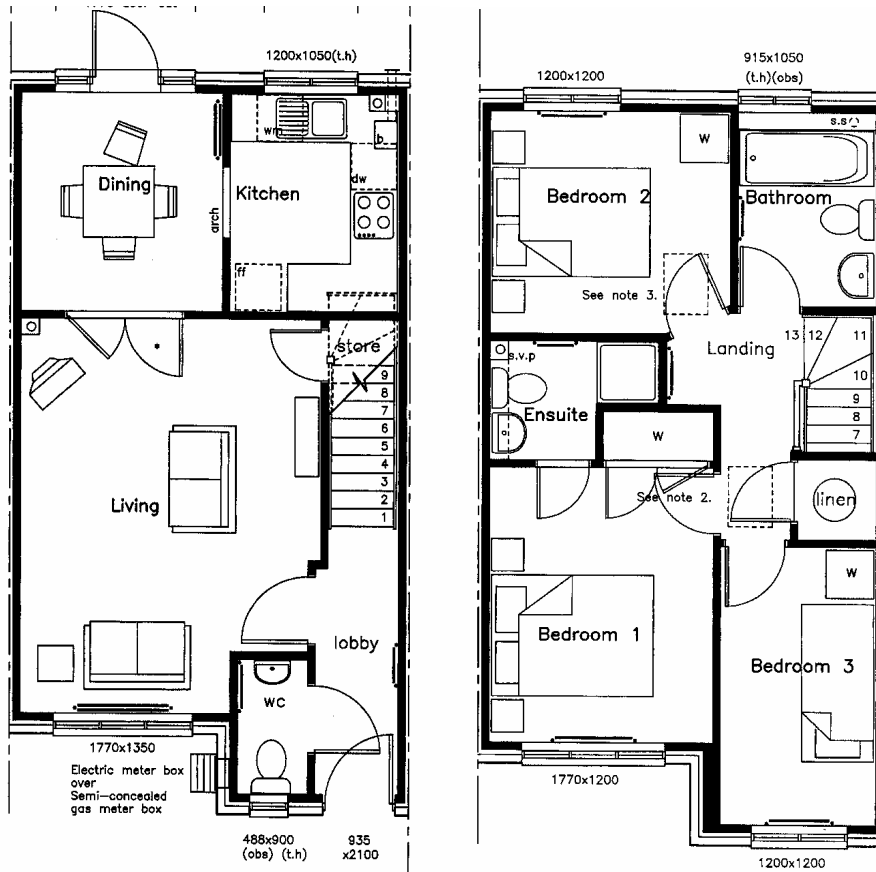 1200x1050(t.h)
wm
b
Dining
Kitchen
dw
arch
ff
store
9
8
7
6
5
4
3
2
1
Living
lobby
WC
1770x1350
Electric meter box
over
Semi-concealed
gas meter box
488x900
(obs) (t.h)
935
x2100
1200x1200
915x1050
(t.h)(obs)
s.s
W
Bedroom 2
Bathroom
See note 3.
13
12
11
Landing
s.v.p
10
9
8
7
Ensuite
W
See note 2.
linen
W
Bedroom 1
Bedroom 3
1770x1200
1200x1200